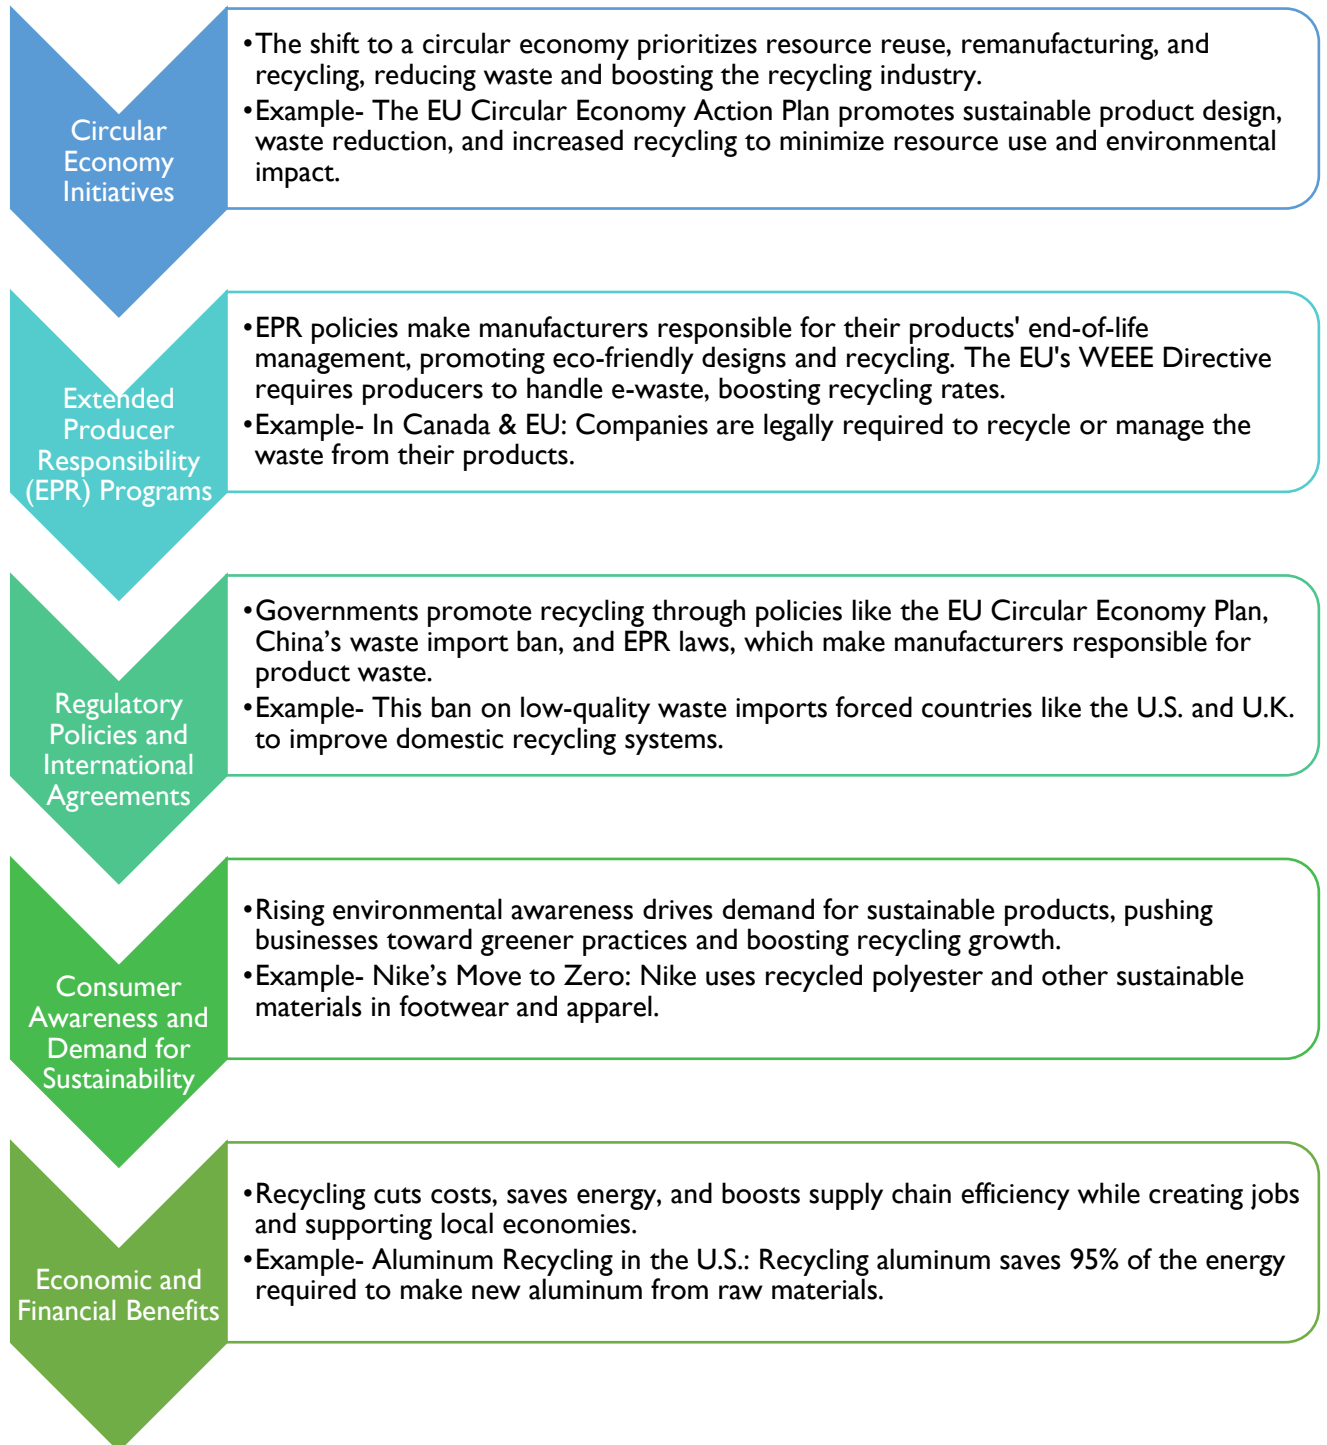 Circular
Economy
Initiatives
•The shift to a circular economy prioritizes resource reuse, remanufacturing, and
recycling, reducing waste and boosting the recycling industry.
•Example- The EU Circular Economy Action Plan promotes sustainable product design,
waste reduction, and increased recycling to minimize resource use and environmental
impact.
Extended
Producer
Responsibility
(EPR) Programs
•EPR policies make manufacturers responsible for their products' end-of-life
management, promoting eco-friendly designs and recycling. The EU's WEEE Directive
requires producers to handle e-waste, boosting recycling rates.
•Example- In Canada & EU: Companies are legally required to recycle or manage the
waste from their products.
Regulatory
Policies and
International
Agreements
•Governments promote recycling through policies like the EU Circular Economy Plan,
China’s waste import ban, and EPR laws, which make manufacturers responsible for
product waste.
•Example- This ban on low-quality waste imports forced countries like the U.S. and U.K.
to improve domestic recycling systems.
Consumer
Awareness and
Demand for
Sustainability
•Rising environmental awareness drives demand for sustainable products, pushing
businesses toward greener practices and boosting recycling growth.
•Example- Nike’s Move to Zero: Nike uses recycled polyester and other sustainable
materials in footwear and apparel.
Economic and
Financial Benefits
•Recycling cuts costs, saves energy, and boosts supply chain efficiency while creating jobs
and supporting local economies.
•Example- Aluminum Recycling in the U.S.: Recycling aluminum saves 95% of the energy
required to make new aluminum from raw materials.